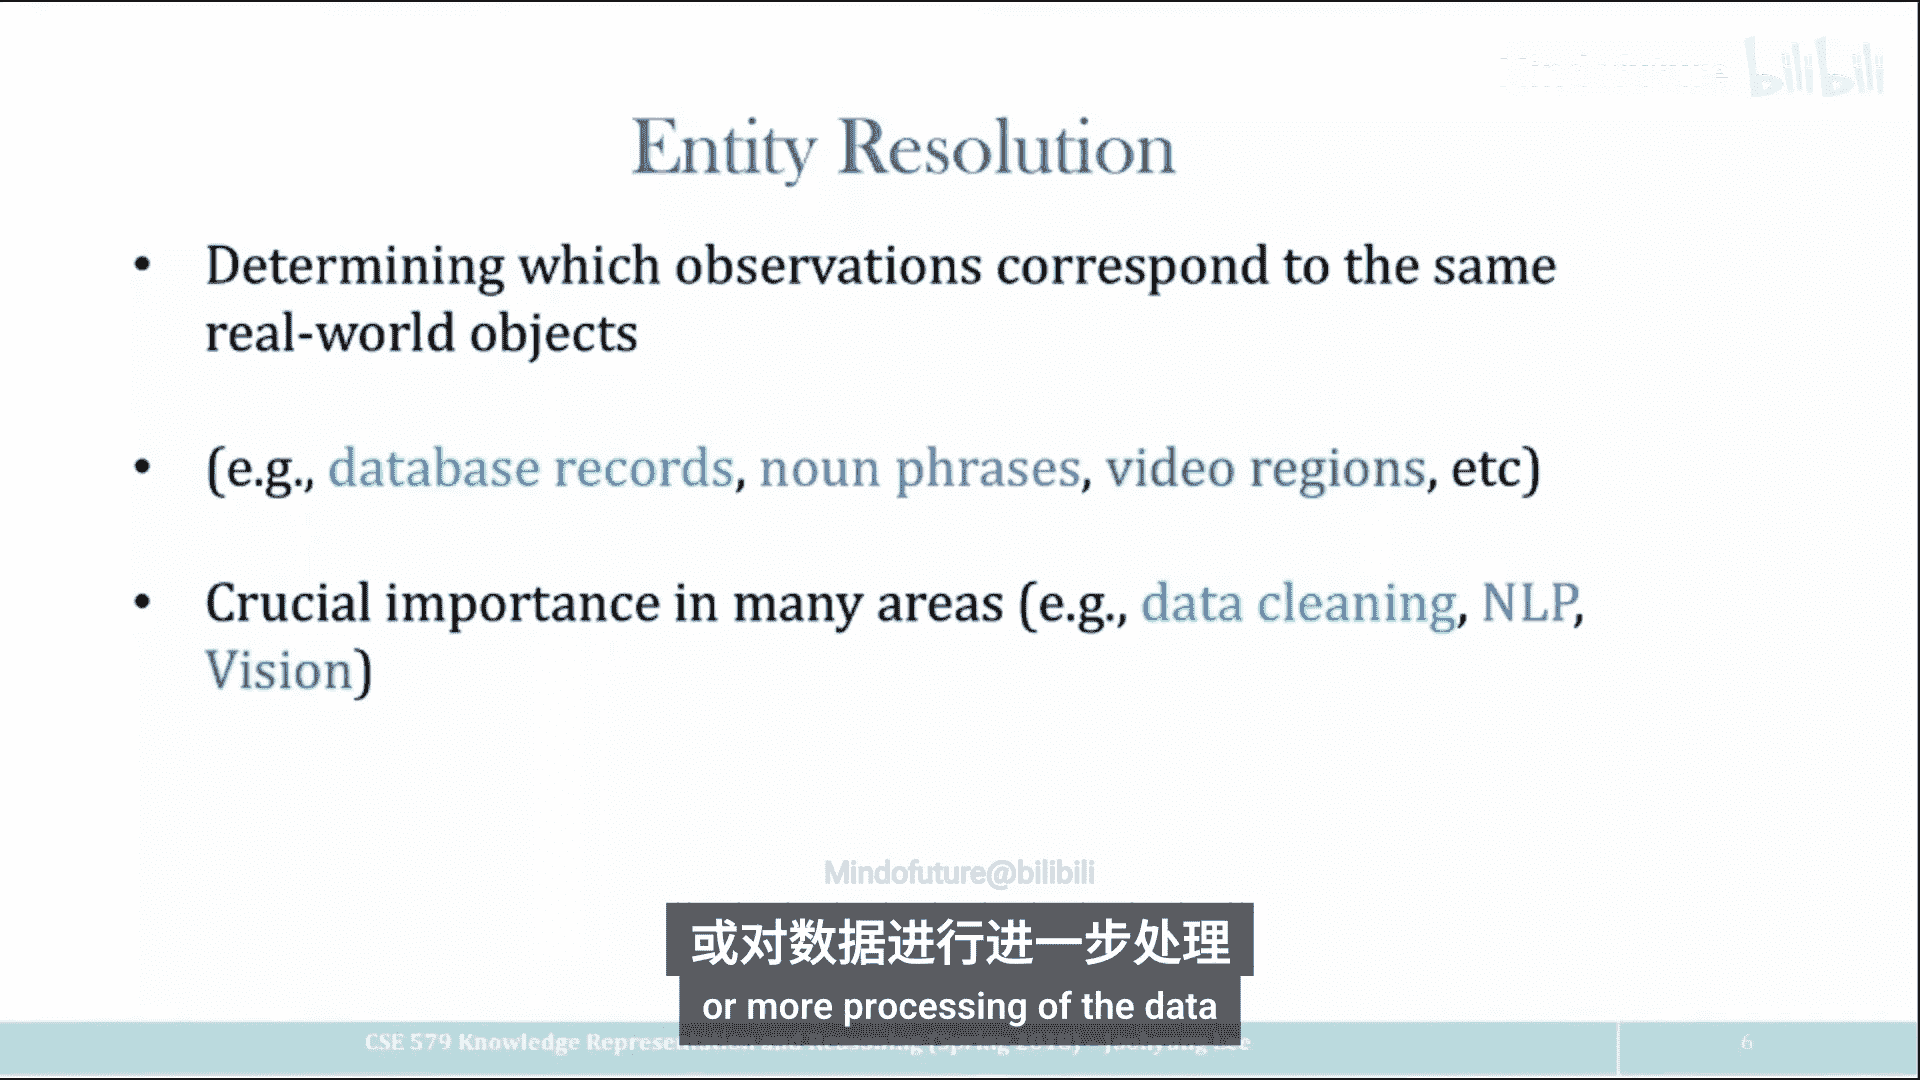 bilibili
Entity Resolution
• Determining which observations correspond to the same
real-world objects
• (e.g., database records, noun phrases, video regions, etc)
• Crucial importance in many areas (e.g., data cleaning, NLP,
Vision)
Mindofuture@bilibili
或对数据进行进一步处理
or more processing of the data
CSE 579 Knowledge
6